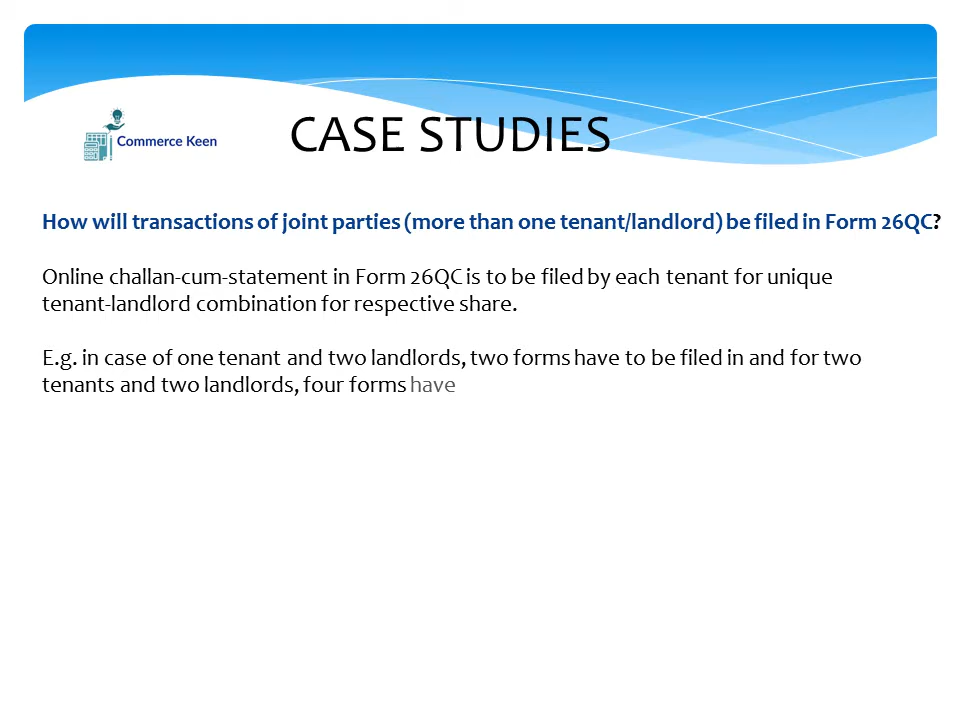 Commerce Keen
CASE STUDIES
How will transactions of joint parties (more than one tenant/landlord) be filed in Form 26QC?
Online challan-cum-statement in Form 26QC is to be filed by each tenant for unique
tenant-landlord combination for respective share.
E.g. in case of one tenant and two landlords, two forms have to be filed in and for two
tenants and two landlords, four forms have